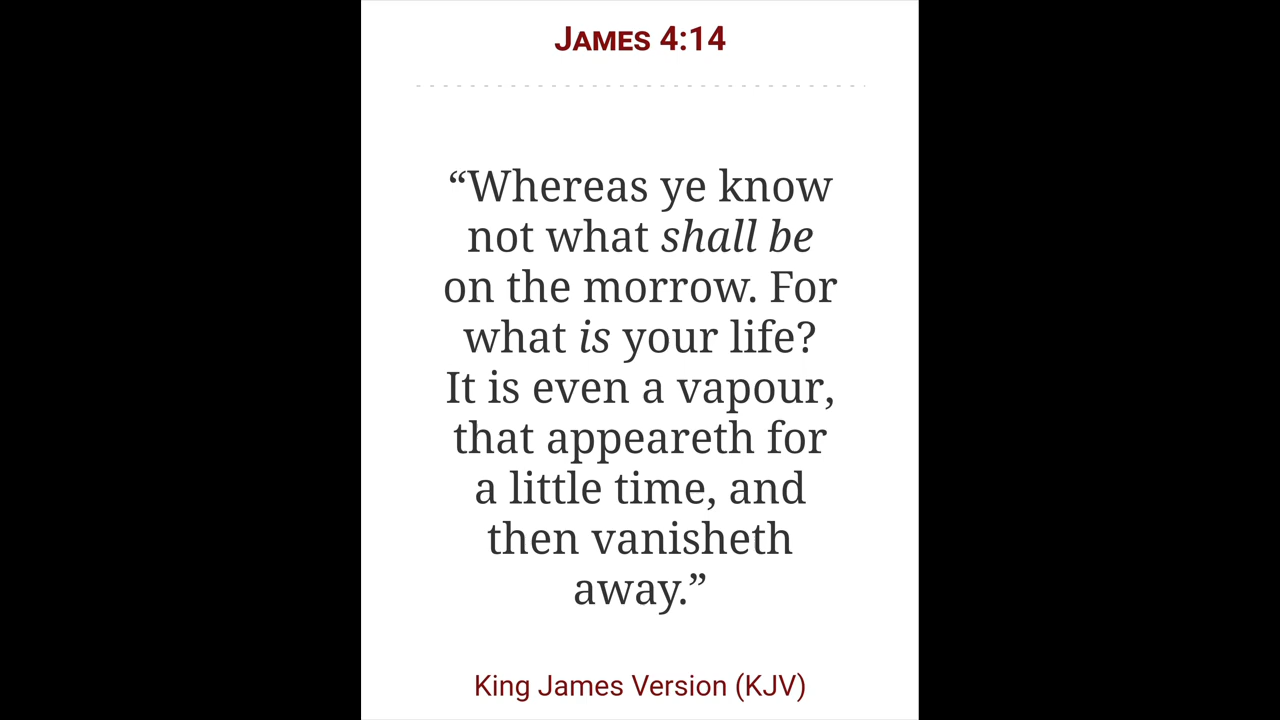 JAMES 4:14
“Whereas ye know
not what shall be
on the morrow. For
what is your life?
It is even a vapour,
that appeareth for
a little time, and
then vanisheth
away.”
King James Version (KJV)